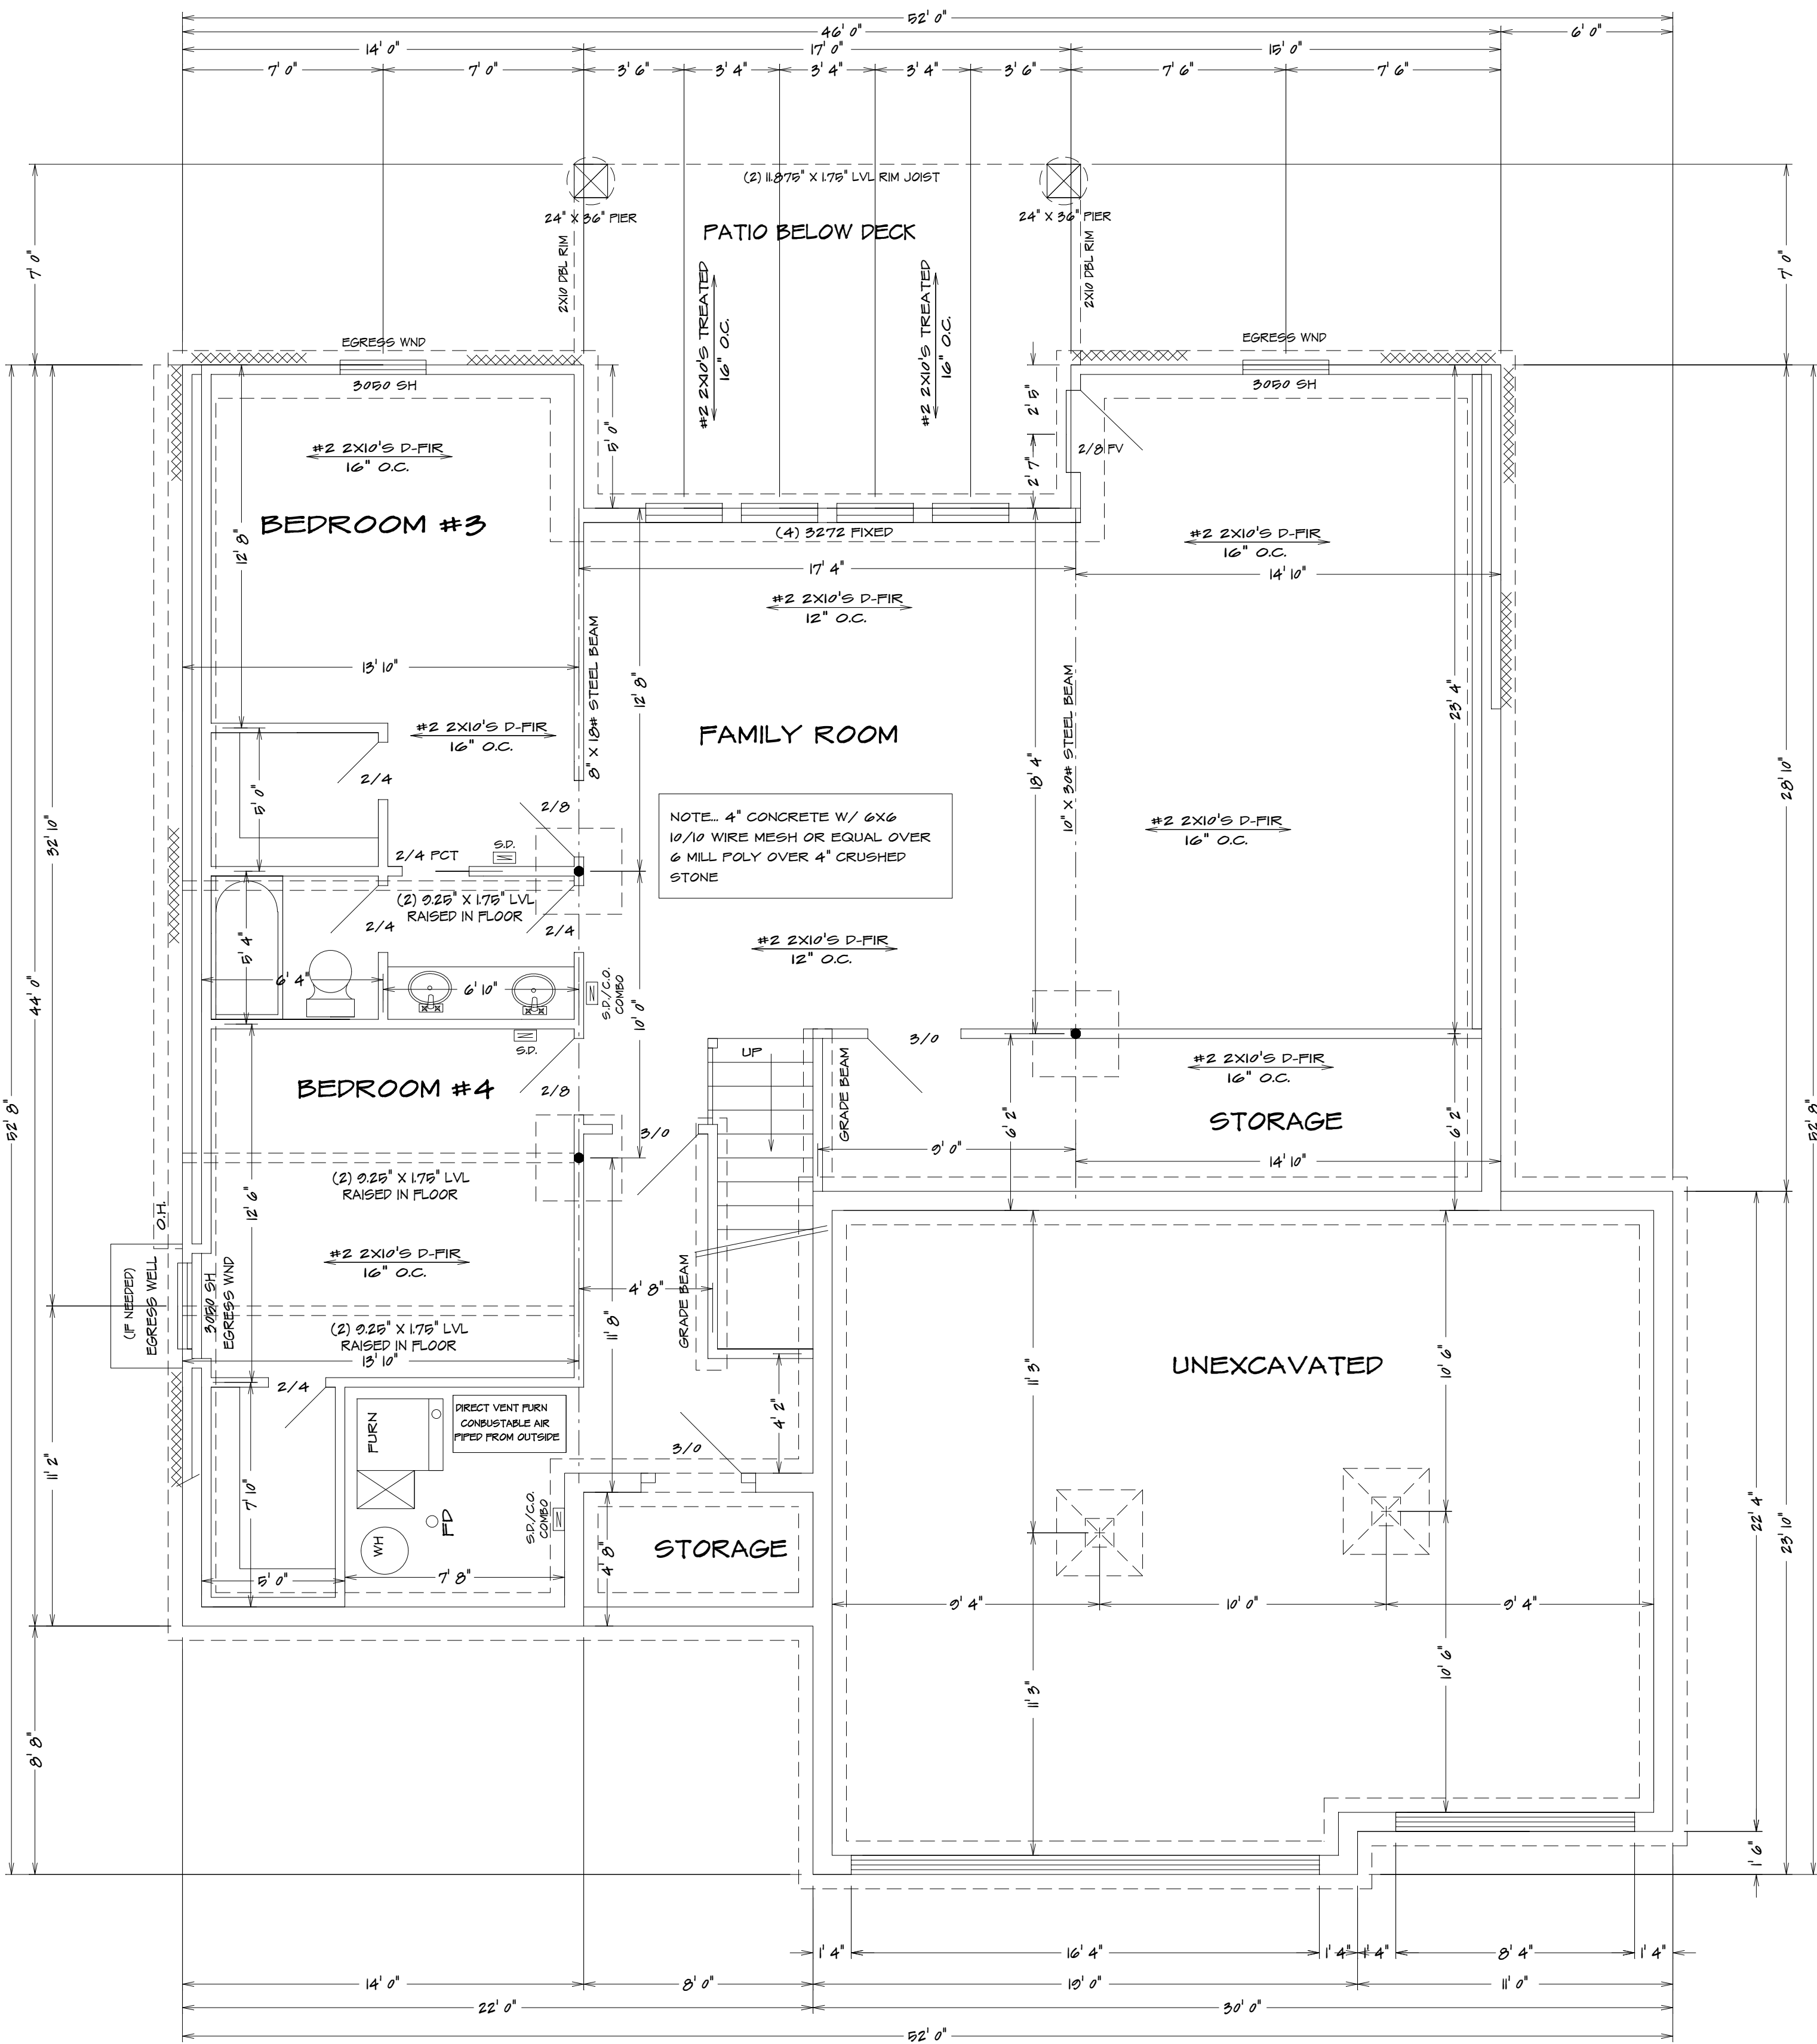 52' 0"
46' 0"
6' 0"
14' 0"
17' 0"
15' 0"
7' 0"
7' 0"
3' 6"
3' 4"
3' 4"
3' 4"
3' 6"
7' 6"
7' 6"
(2) 11.875" X 1.75" LVL RIM JOIST
24" X 36" PIER
24" X 36" PIER
PATIO BELOW DECK
7' 0"
7' 0"
2X10 DBL RIM
2X10 DBL RIM
#2 2X10'S TREATED
16" O.C.
#2 2X10'S TREATED
16" O.C.
EGRESS WND
3050 SH
EGRESS WND
3050 SH
5' 0"
2' 5"
2' 7"
2/8 FV
#2 2X10'S D-FIR
16" O.C.
BEDROOM #3
12' 8"
(4) 3272 FIXED
#2 2X10'S D-FIR
16" O.C.
17' 4"
14' 10"
#2 2X10'S D-FIR
12" O.C.
13' 10"
8" X 18# STEEL BEAM
12' 8"
10" X 30# STEEL BEAM
18' 4"
23' 4"
FAMILY ROOM
#2 2X10'S D-FIR
16" O.C.
2/4
5' 0"
2/8
28' 10"
32' 10"
NOTE... 4" CONCRETE W/ 6X6
10/10 WIRE MESH OR EQUAL OVER
6 MILL POLY OVER 4" CRUSHED
STONE
#2 2X10'S D-FIR
16" O.C.
2/4 PCT
S.D.
(2) 9.25" X 1.75" LVL
RAISED IN FLOOR
2/4
2/4
5' 4"
6' 4"
6' 10"
S.D./C.O.
COMBO
10' 0"
#2 2X10'S D-FIR
12" O.C.
44' 0"
S.D.
UP
GRADE BEAM
3/0
#2 2X10'S D-FIR
16" O.C.
BEDROOM #4
2/8
STORAGE
3/0
6' 2"
6' 2"
9' 0"
14' 10"
52' 8"
52' 8"
(2) 9.25" X 1.75" LVL
RAISED IN FLOOR
12' 6"
O.H.
#2 2X10'S D-FIR
16" O.C.
(IF NEEDED)
EGRESS WELL
3050 SH
EGRESS WND
4' 8"
GRADE BEAM
11' 8"
(2) 9.25" X 1.75" LVL
RAISED IN FLOOR
13' 10"
2/4
UNEXCAVATED
11' 3"
10' 6"
FURN
DIRECT VENT FURN
CONBUSTABLE AIR
PIPED FROM OUTSIDE
4' 2"
3/0
11' 2"
7' 10"
FD
WH
S.D./C.O.
COMBO
STORAGE
4' 8"
5' 0"
7' 8"
22' 4"
23' 10"
9' 4"
10' 0"
9' 4"
11' 3"
10' 6"
8' 8"
1' 6"
1' 4"
16' 4"
1' 4"
1' 4"
8' 4"
1' 4"
14' 0"
8' 0"
19' 0"
11' 0"
22' 0"
30' 0"
52' 0"